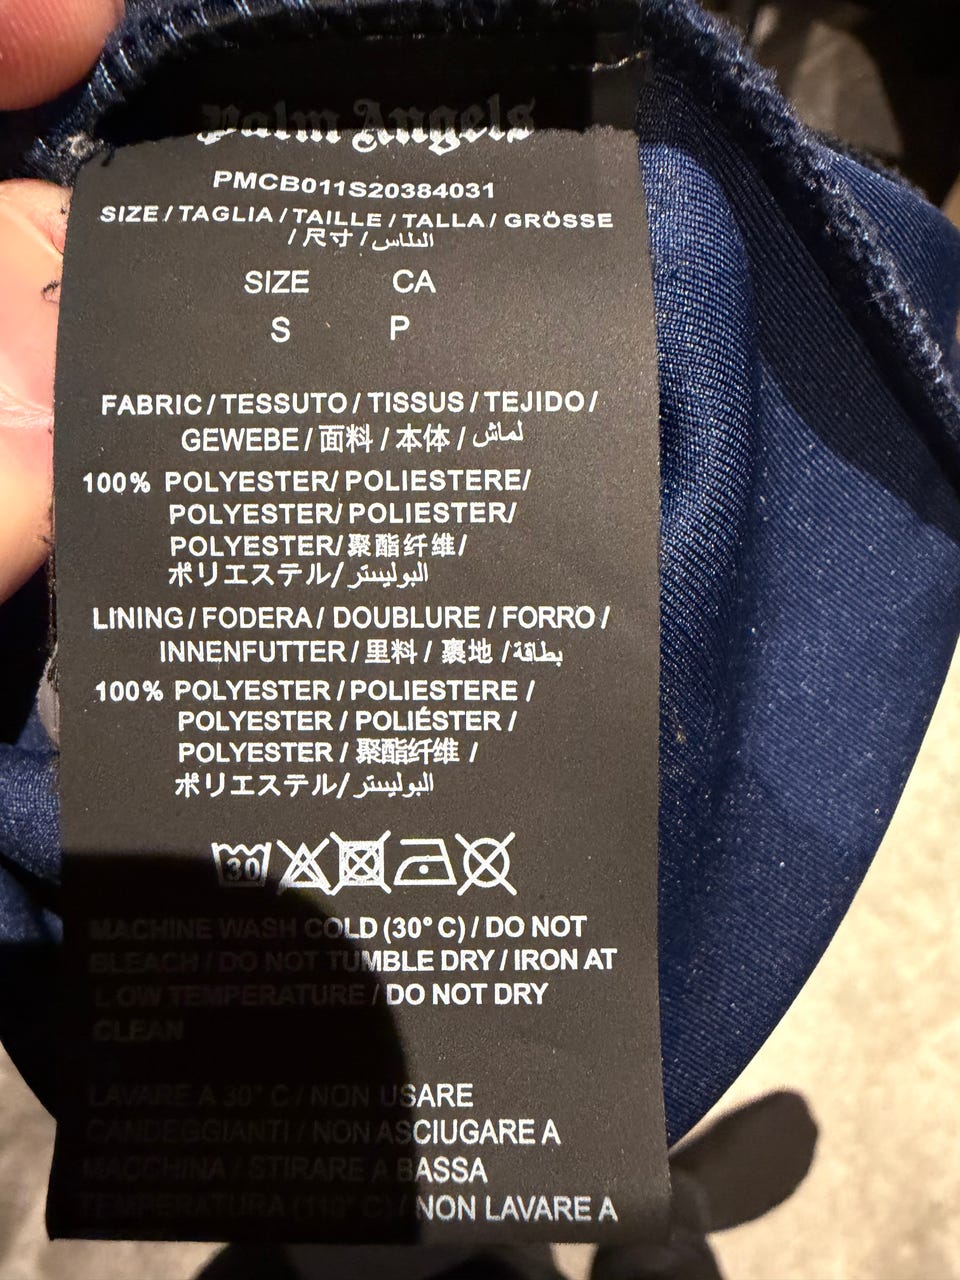 Palm Angels
PMCB011S20384031
SIZE / TAGLIA / TAILLE / TALLA / GRÖSSE
/ 尺寸 / اللباس
SIZE CA
S P
FABRIC / TESSUTO / TISSUS / TEJIDO /
GEWEBE / 面料 / 本体 / لماش
100% POLYESTER/ POLIESTERE/
POLYESTER/ POLIESTER/
POLYESTER/ 聚酯纤维/
ポリエステル/ البوليستر
LINING / FODERA / DOUBLURE / FORRO /
INNENFUTTER / 里料 / 裏地 / بطاقة
100% POLYESTER / POLIESTERE /
POLYESTER / POLIÉSTER /
POLYESTER / 聚酯纤维 /
ポリエステル/ البوليستر
30
MACHINE WASH COLD (30° C) / DO NOT
BLEACH / DO NOT TUMBLE DRY / IRON AT
LOW TEMPERATURE / DO NOT DRY
CLEAN
LAVARE A 30° C / NON USARE
CANDEGGIANTI / NON ASCIUGARE A
MACCHINA / STIRARE A BASSA
TEMPERATURA (110° C) / NON LAVARE A